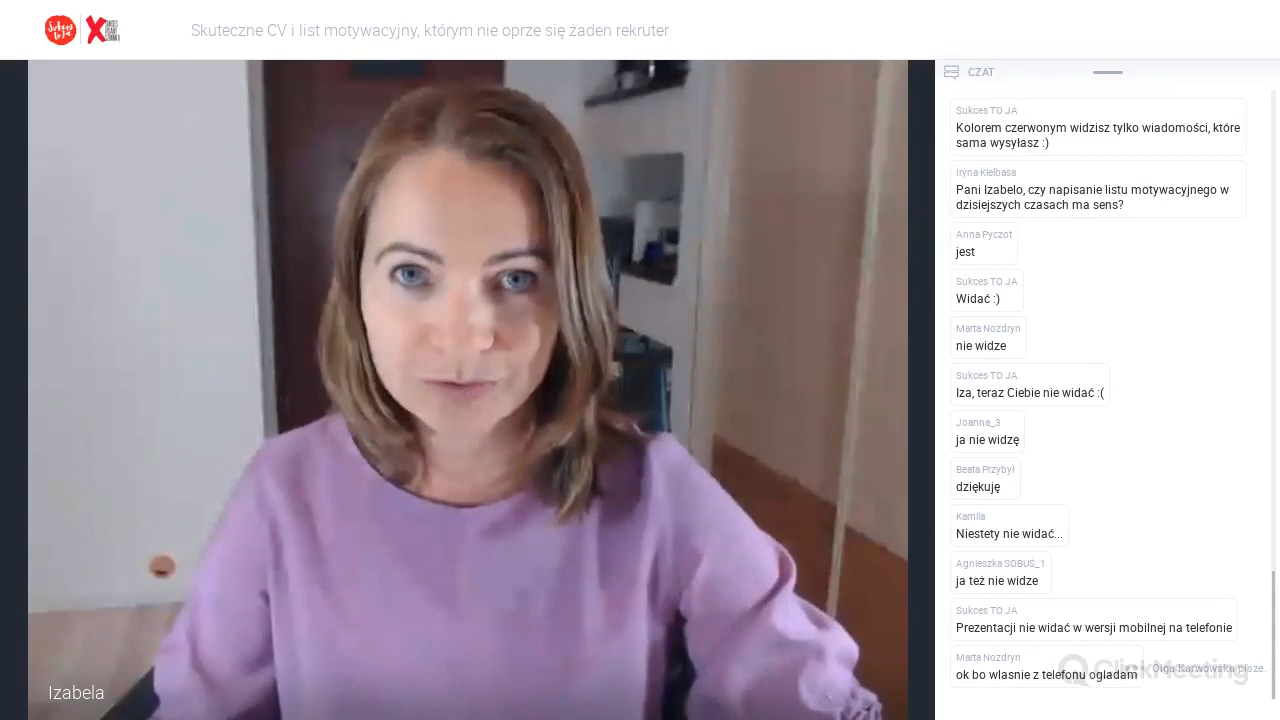 Sukces to Ja
Skuteczne CV i list motywacyjny, którym nie oprze się żaden rekruter
CZAT
Sukces TO JA
Kolorem czerwonym widzisz tylko wiadomości, które
sama wysyłasz :)
Iryna Kielbasa
Pani Izabelo, czy napisanie listu motywacyjnego w
dzisiejszych czasach ma sens?
Anna Pyczot
jest
Sukces TO JA
Widać :)
Marta Nozdryn
nie widze
Sukces TO JA
Iza, teraz Ciebie nie widać :(
Joanna_3
ja nie widzę
Beata Przybył
dziękuję
Kamila
Niestety nie widać...
Agnieszka SOBUŚ_1
ja też nie widze
Sukces TO JA
Prezentacji nie widać w wersji mobilnej na telefonie
Marta Nozdryn
ok bo wlasnie z telefonu ogladam
Olga Karwowska pisze.
ClickMeeting
Izabela